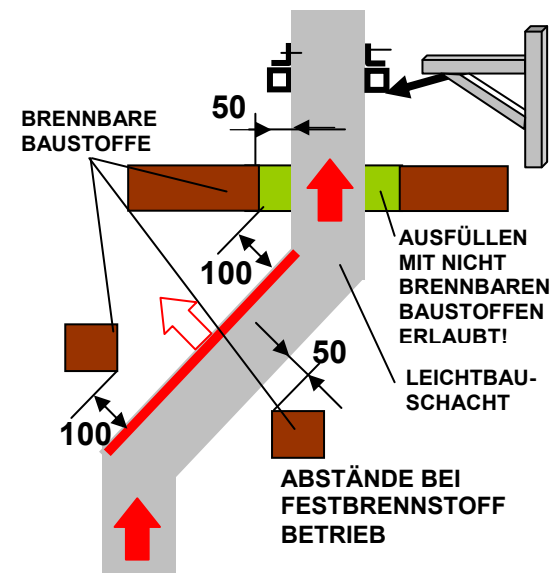 50
BRENNBARE
BAUSTOFFE
100
AUSFÜLLEN
MIT NICHT
BRENNBAREN
BAUSTOFFEN
ERLAUBT!
50
LEICHTBAU-
SCHACHT
100
ABSTÄNDE BEI
FESTBRENNSTOFF
BETRIEB